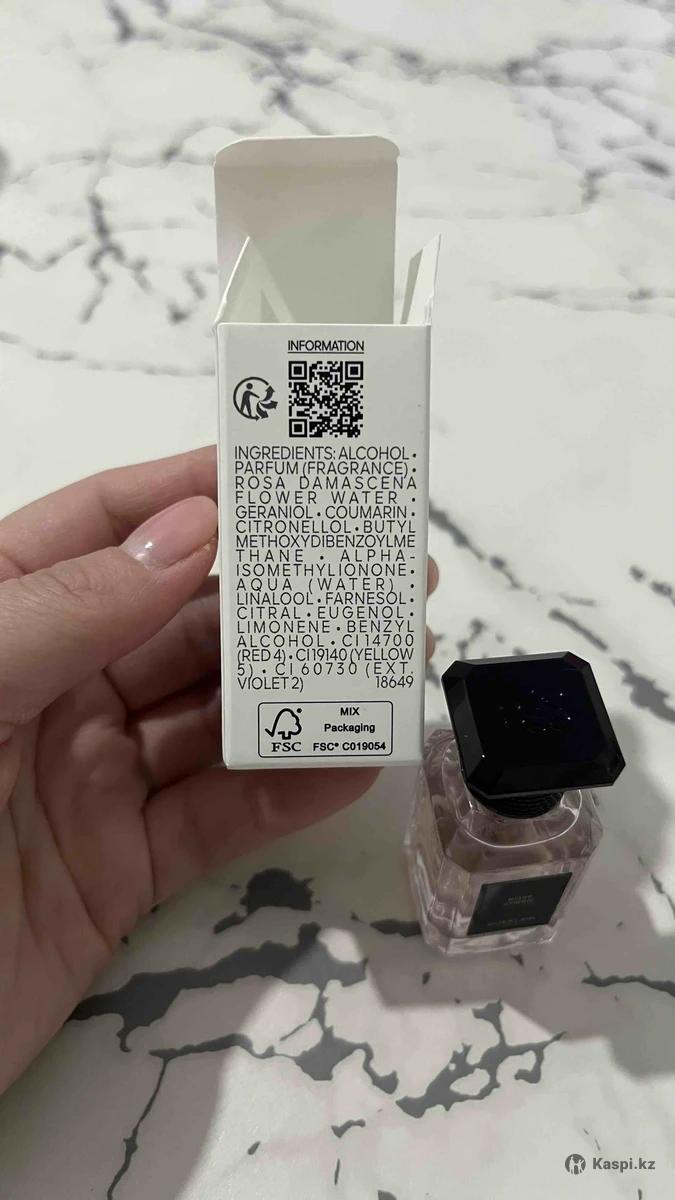 INFORMATION
INGREDIENTS: ALCOHOL •
PARFUM (FRAGRANCE) •
ROSA DAMASCENA
FLOWER WATER •
GERANIOL • COUMARIN •
CITRONELLOL • BUTYL
METHOXYDIBENZOYLME
THANE • ALPHA-
ISOMETHYLIONONE •
AQUA (WATER) •
LINALOOL • FARNESOL •
CITRAL • EUGENOL •
LIMONENE • BENZYL
ALCOHOL • CI 14700
(RED 4) • CI 19140 (YELLOW
5) • CI 60730 (EXT.
VIOLET 2) 18649
MIX
Packaging
FSC
FSC® C019054
Kaspi.kz